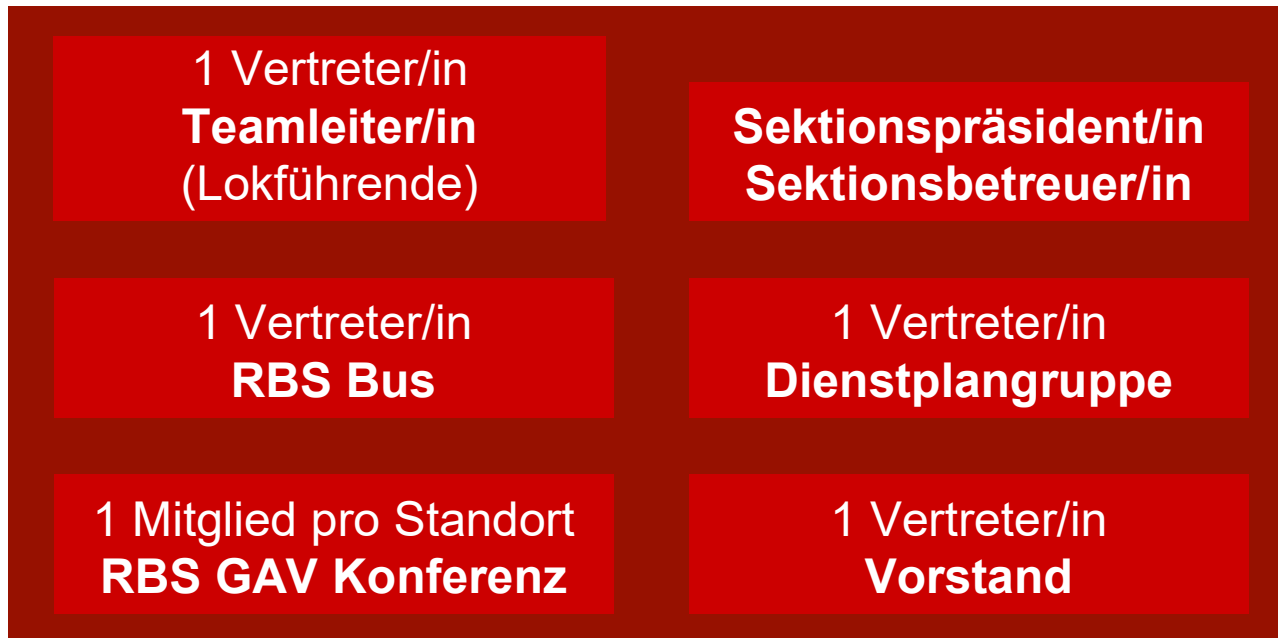 1 Vertreter/in
Teamleiter/in
(Lokführende)
Sektionspräsident/in
Sektionsbetreuer/in
1 Vertreter/in
RBS Bus
1 Vertreter/in
Dienstplangruppe
1 Mitglied pro Standort
RBS GAV Konferenz
1 Vertreter/in
Vorstand